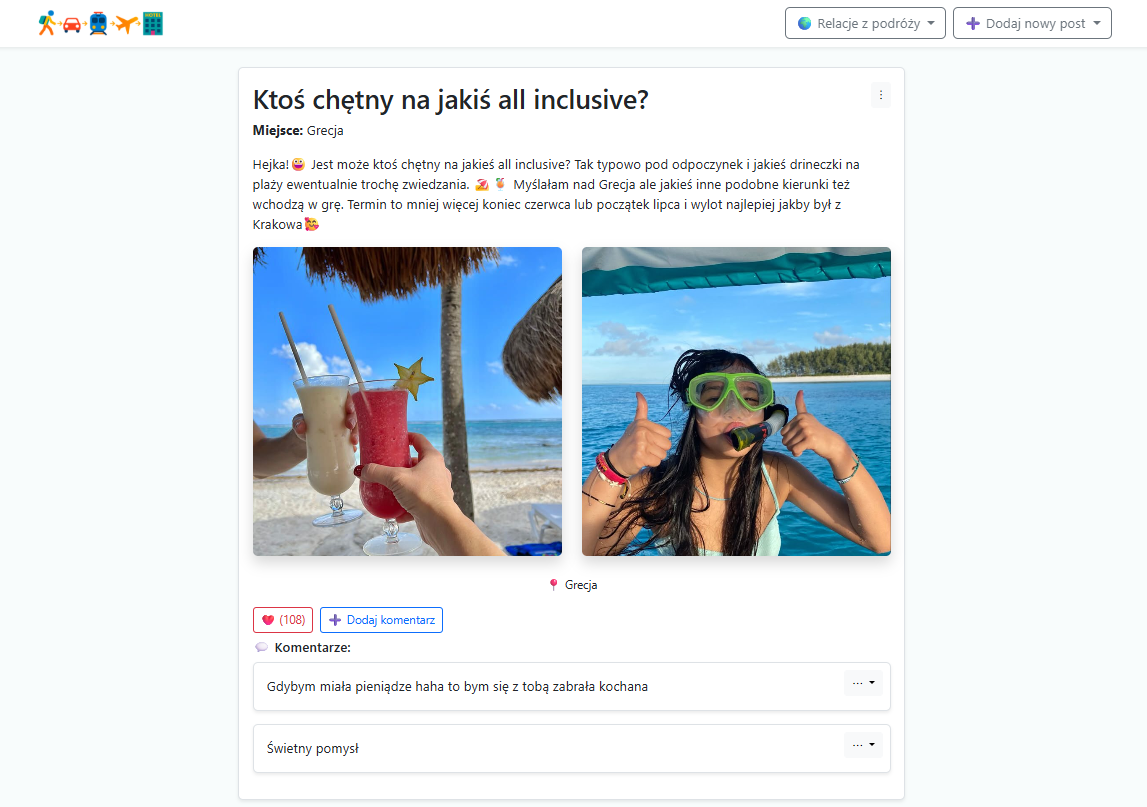 HOTEL
Relacje z podróży
Dodaj nowy post
Ktoś chętny na jakiś all inclusive?
Miejsce: Grecja
Hejka!😀 Jest może ktoś chętny na jakieś all inclusive? Tak typowo pod odpoczynek i jakieś drineczki na
plaży ewentualnie trochę zwiedzania. 🏖️ 🍹 Myślałam nad Grecja ale jakieś inne podobne kierunki też
wchodzą w grę. Termin to mniej więcej koniec czerwca lub początek lipca i wylot najlepiej jakby był z
Krakowa🥰
📍 Grecja
❤️ (108)
➕ Dodaj komentarz
💬 Komentarze:
Gdybym miała pieniądze haha to bym się z tobą zabrała kochana
...
Świetny pomysł
...